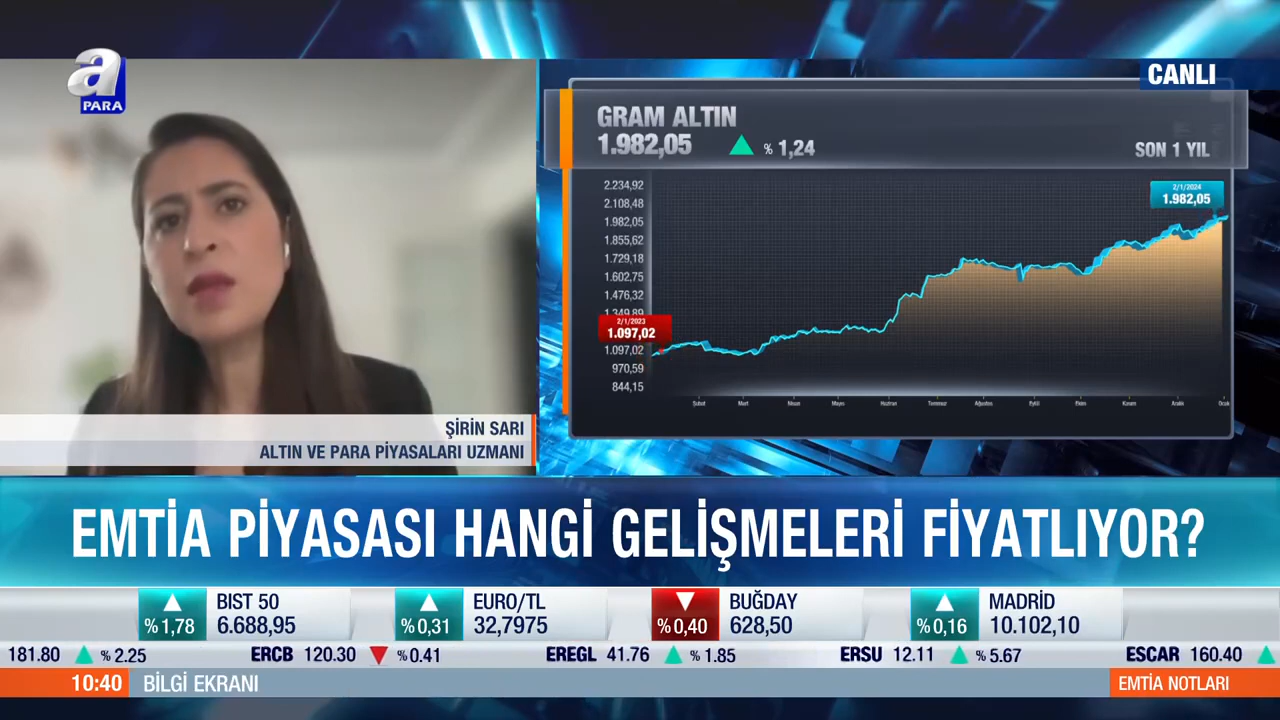 a
PARA
CANLI
GRAM ALTIN
1.982,05 % 1,24
SON 1 YIL
2.234,92
2.108,48
1.982,05
1.855,62
1.729,18
1.602,75
1.476,32
1.349,89
1.097,02
970,59
844,15
2/1/2023
1.097,02
2/1/2024
1.982,05
Şubat Mart Nisan Mayıs Haziran Temmuz Ağustos Eylül Ekim Kasım Aralık Ocak
ŞİRİN SARI
ALTIN VE PARA PİYASALARI UZMANI
EMTİA PİYASASI HANGİ GELİŞMELERİ FİYATLIYOR?
% 1,78 BIST 50 6.688,95
% 0,31 EURO/TL 32,7975
% 0,40 BUĞDAY 628,50
% 0,16 MADRİD 10.102,10
181.80 % 2.25 ERCB 120.30 % 0.41 EREGL 41.76 % 1.85 ERSU 12.11 % 5.67 ESCAR 160.40
10:40 BİLGİ EKRANI EMTİA NOTLARI